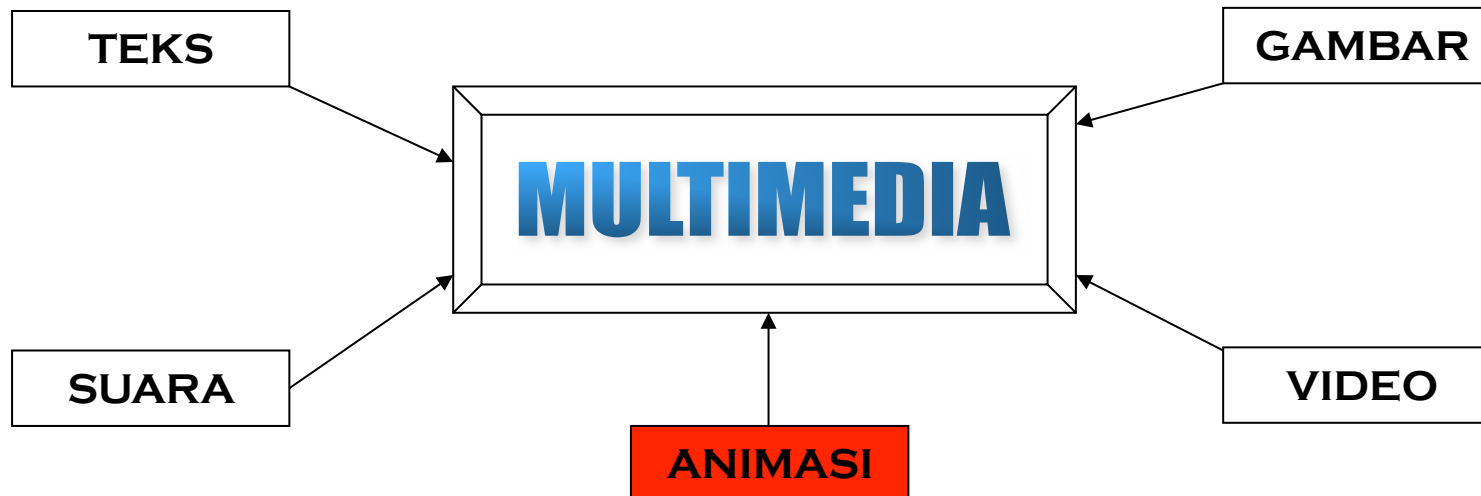 TEKS
GAMBAR
MULTIMEDIA
SUARA
VIDEO
ANIMASI